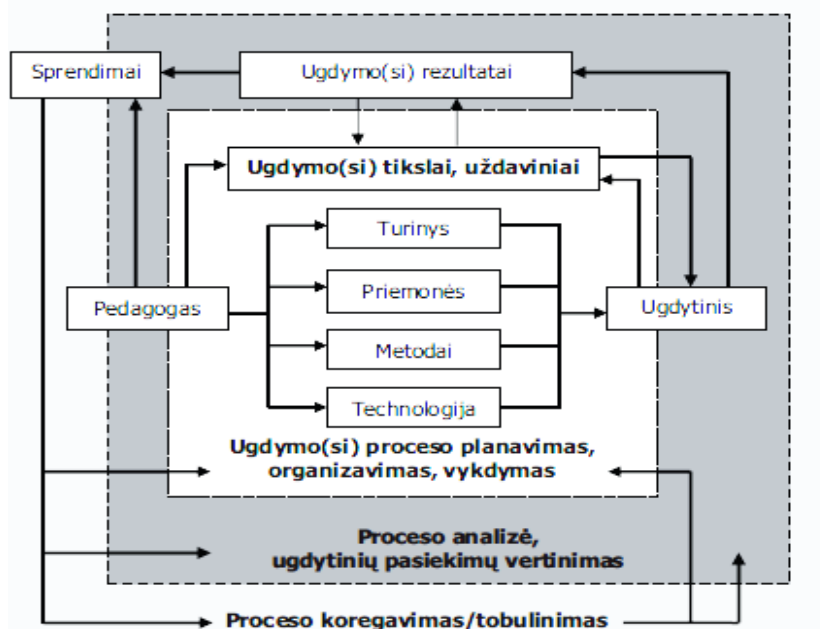 Sprendimai
Ugdymo(si) rezultatai
Ugdymo(si) tikslai, uždaviniai
Turinys
Priemonės
Pedagogas
Ugdytinis
Metodai
Technologija
Ugdymo(si) proceso planavimas,
organizavimas, vykdymas
Proceso analizė,
ugdytinių pasiekimų vertinimas
Proceso koregavimas/tobulinimas